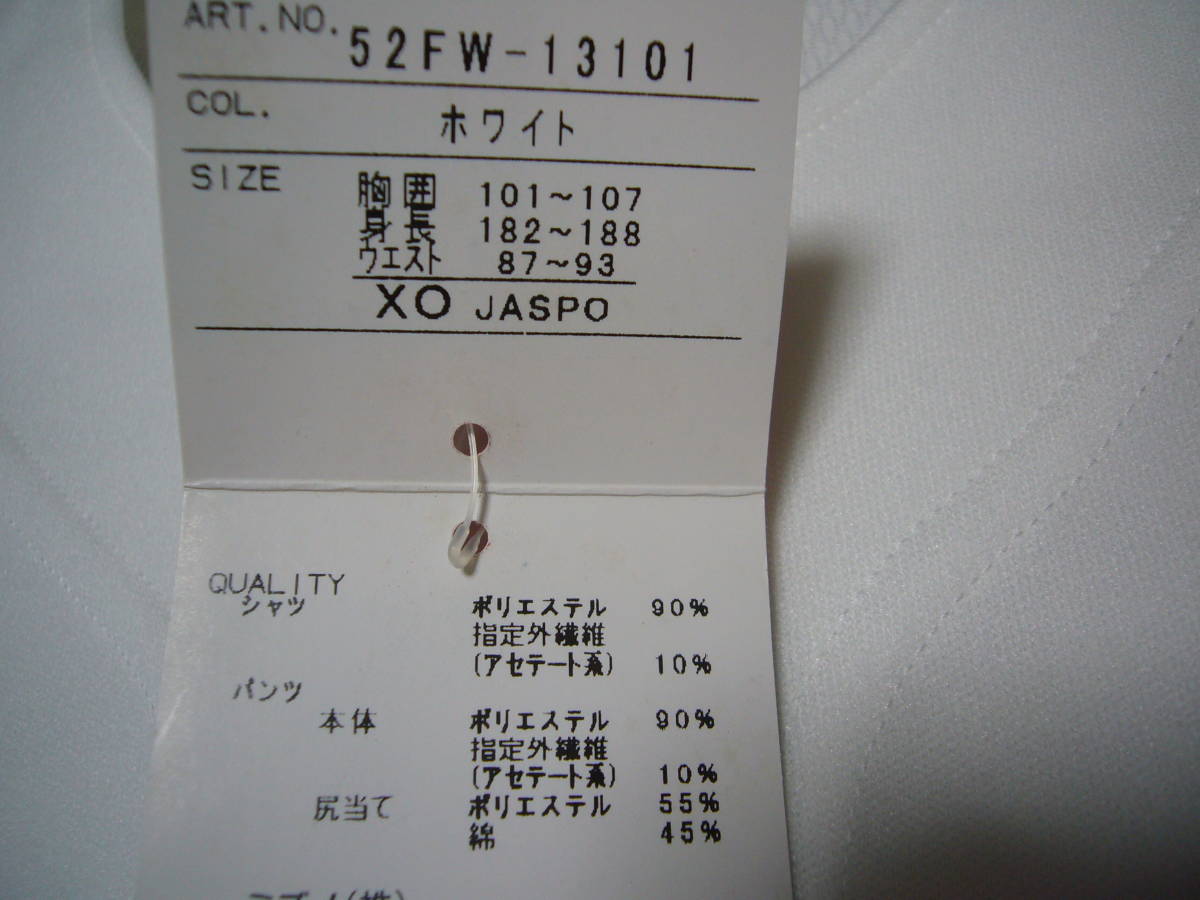 ART.NO. 52FW-13101
COL. ホワイト
SIZE 胸囲 101~107
身長 182~188
ウエスト 87~93
XO JASPO
QUALITY
シャツ ポリエステル 90%
指定外繊維
(アセテート系) 10%
パンツ
本体 ポリエステル 90%
指定外繊維
(アセテート系) 10%
尻当て ポリエステル 55%
綿 45%
ミズノ(株)